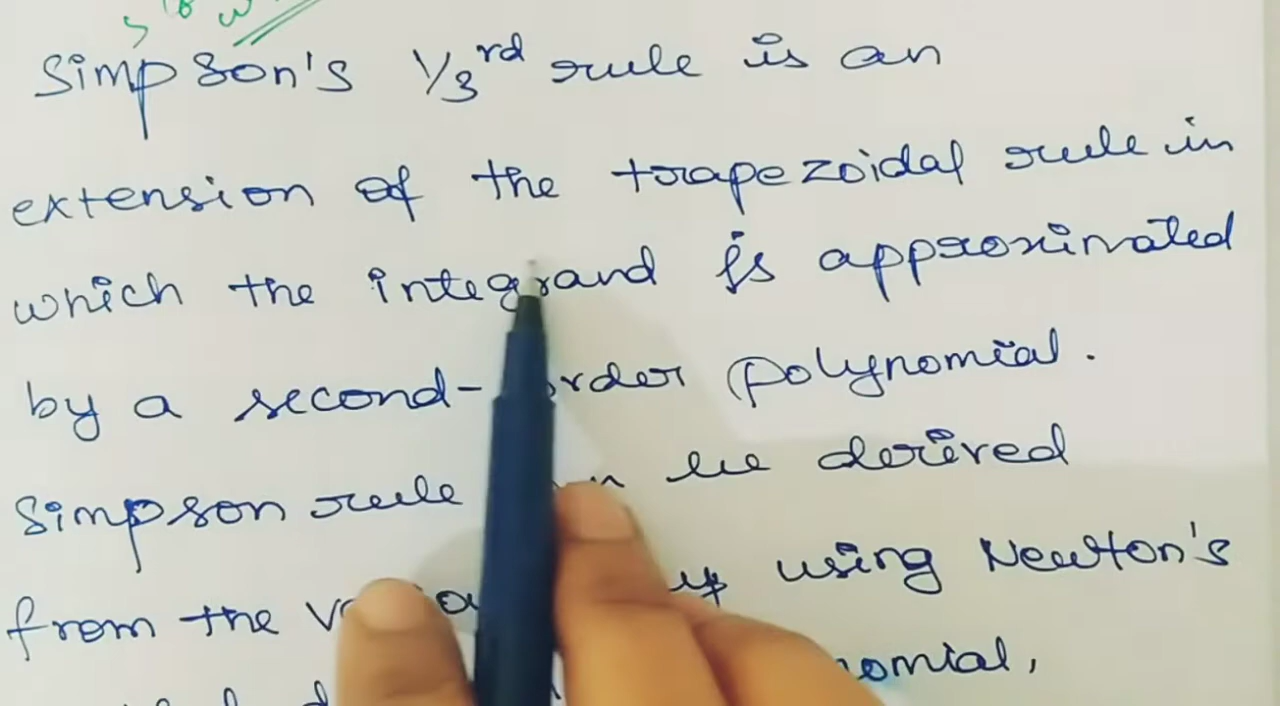 Simpson's 1/3rd rule is an
extension of the trapezoidal rule in
which the integrand is approximated
by a second-order polynomial.
Simpson rule be derived
from the using Newton's